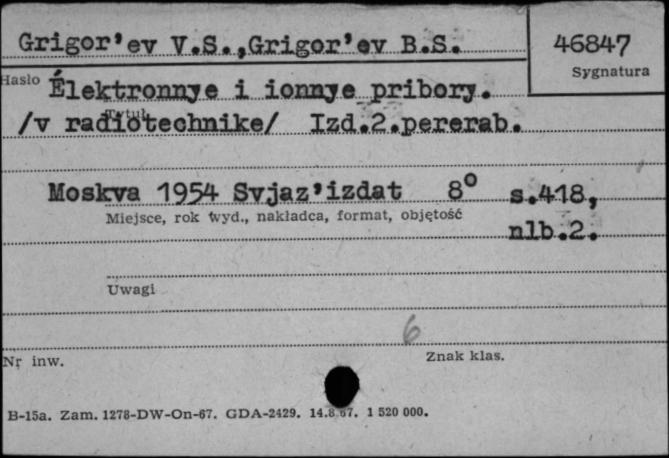 Grigor'ev V.S.,Grigor'ev B.S.
46847
Sygnatura
Hasło
Élektronnye i ionnye pribory.
Tytuł
/v radiotechnike/ Izd.2.pererab.
Moskva 1954 Svjaz'izdat 8° s.418,
Miejsce, rok wyd., nakładca, format, objętość
nlb.2.
Uwagi
6
Nr inw.
Znak klas.
B-15a. Zam. 1278-DW-On-67. GDA-2429. 14.8.67. 1 520 000.